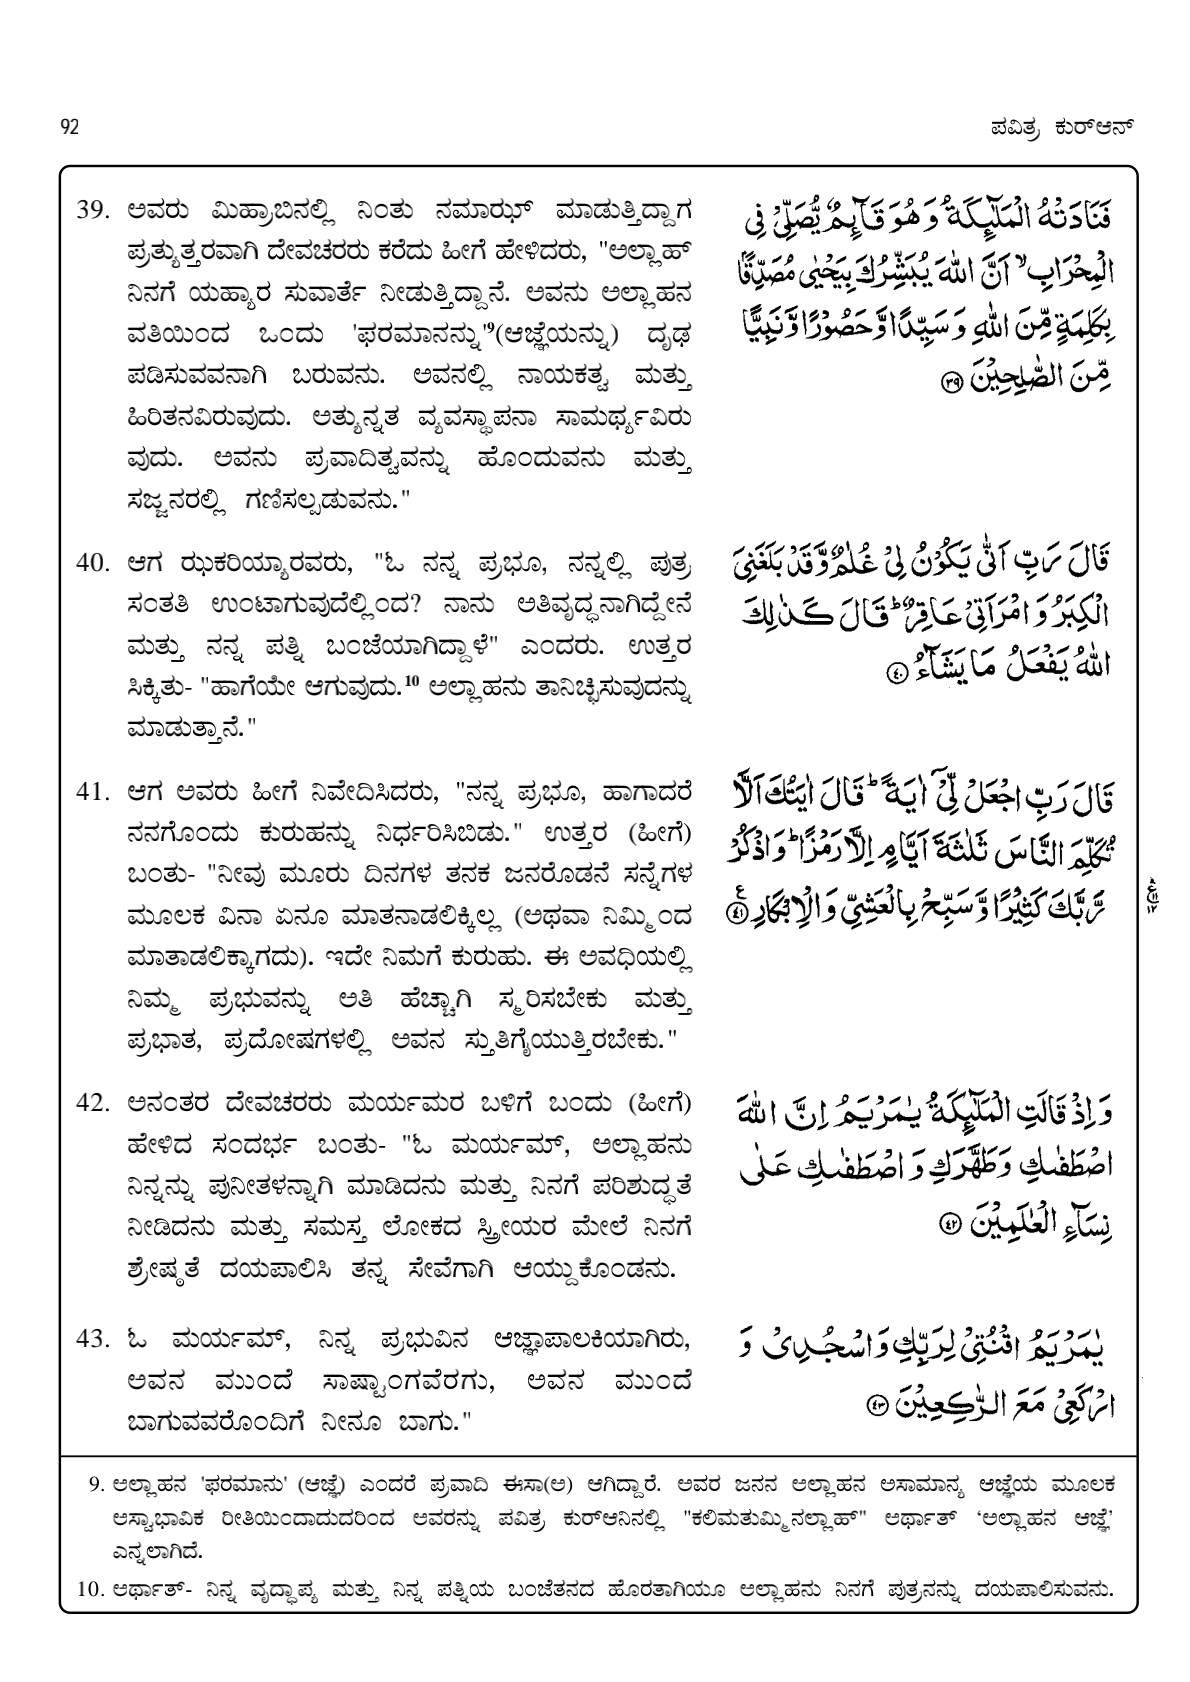 92
ಪವಿತ್ರ ಕುರ್‌ಆನ್
39. ಅವರು ಮಿಹ್ರಾಬಿನಲ್ಲಿ ನಿಂತು ನಮಾಝ್ ಮಾಡುತ್ತಿದ್ದಾಗ
ಪ್ರತ್ಯುತ್ತರವಾಗಿ ದೇವಚರರು ಕರೆದು ಹೀಗೆ ಹೇಳಿದರು, "ಅಲ್ಲಾಹ್
ನಿನಗೆ ಯಹ್ಯಾರ ಸುವಾರ್ತೆ ನೀಡುತ್ತಿದ್ದಾನೆ. ಅವನು ಅಲ್ಲಾಹನ
ವತಿಯಿಂದ ಒಂದು 'ಫರಮಾನನ್ನು'⁹(ಆಜ್ಞೆಯನ್ನು) ದೃಢ
ಪಡಿಸುವವನಾಗಿ ಬರುವನು. ಅವನಲ್ಲಿ ನಾಯಕತ್ವ ಮತ್ತು
ಹಿರಿತನವಿರುವುದು. ಅತ್ಯುನ್ನತ ವ್ಯವಸ್ಥಾಪನಾ ಸಾಮರ್ಥ್ಯವಿರು
ವುದು. ಅವನು ಪ್ರವಾದಿತ್ವವನ್ನು ಹೊಂದುವನು ಮತ್ತು
ಸಜ್ಜನರಲ್ಲಿ ಗಣಿಸಲ್ಪಡುವನು."
فَنَادَتْهُ الْمَلٰٓئِكَةُ وَهُوَ قَآئِمٌ يُّصَلِّيْ فِى
الْمِحْرَابِ ۙ اَنَّ اللّٰهَ يُبَشِّرُكَ بِيَحْيٰى مُصَدِّقًۢا
بِكَلِمَةٍ مِّنَ اللّٰهِ وَ سَيِّدًا وَّ حَصُوْرًا وَّ نَبِيًّا
مِّنَ الصّٰلِحِيْنَ ٣٩
40. ಆಗ ಝಕರಿಯ್ಯಾರವರು, "ಓ ನನ್ನ ಪ್ರಭೂ, ನನ್ನಲ್ಲಿ ಪುತ್ರ
ಸಂತತಿ ಉಂಟಾಗುವುದೆಲ್ಲಿಂದ? ನಾನು ಅತಿವೃದ್ಧನಾಗಿದ್ದೇನೆ
ಮತ್ತು ನನ್ನ ಪತ್ನಿ ಬಂಜೆಯಾಗಿದ್ದಾಳೆ" ಎಂದರು. ಉತ್ತರ
ಸಿಕ್ಕಿತು- "ಹಾಗೆಯೇ ಆಗುವುದು.¹⁰ ಅಲ್ಲಾಹನು ತಾನಿಚ್ಛಿಸುವುದನ್ನು
ಮಾಡುತ್ತಾನೆ."
قَالَ رَبِّ اَنّٰى يَكُوْنُ لِيْ غُلٰمٌ وَّقَدْ بَلَغَنِيَ
الْكِبَرُ وَ امْرَاَتِيْ عَاقِرٌ ؕ قَالَ كَذٰلِكَ
اللّٰهُ يَفْعَلُ مَا يَشَآءُ ٤٠
41. ಆಗ ಅವರು ಹೀಗೆ ನಿವೇದಿಸಿದರು, "ನನ್ನ ಪ್ರಭೂ, ಹಾಗಾದರೆ
ನನಗೊಂದು ಕುರುಹನ್ನು ನಿರ್ಧರಿಸಿಬಿಡು." ಉತ್ತರ (ಹೀಗೆ)
ಬಂತು- "ನೀವು ಮೂರು ದಿನಗಳ ತನಕ ಜನರೊಡನೆ ಸನ್ನೆಗಳ
ಮೂಲಕ ವಿನಾ ಏನೂ ಮಾತನಾಡಲಿಕ್ಕಿಲ್ಲ (ಅಥವಾ ನಿಮ್ಮಿಂದ
ಮಾತಾಡಲಿಕ್ಕಾಗದು). ಇದೇ ನಿಮಗೆ ಕುರುಹು. ಈ ಅವಧಿಯಲ್ಲಿ
ನಿಮ್ಮ ಪ್ರಭುವನ್ನು ಅತಿ ಹೆಚ್ಚಾಗಿ ಸ್ಮರಿಸಬೇಕು ಮತ್ತು
ಪ್ರಭಾತ, ಪ್ರದೋಷಗಳಲ್ಲಿ ಅವನ ಸ್ತುತಿಗೈಯುತ್ತಿರಬೇಕು."
قَالَ رَبِّ اجْعَلْ لِّيْٓ اٰيَةً ؕ قَالَ اٰيَتُكَ اَلَّا
تُكَلِّمَ النَّاسَ ثَلٰثَةَ اَيَّامٍ اِلَّا رَمْزًا ؕ وَ اذْكُرْ
رَّبَّكَ كَثِيْرًا وَّ سَبِّحْ بِالْعَشِيِّ وَ الْاِبْكَارِ ٤١
42. ಅನಂತರ ದೇವಚರರು ಮರ್ಯಮರ ಬಳಿಗೆ ಬಂದು (ಹೀಗೆ)
ಹೇಳಿದ ಸಂದರ್ಭ ಬಂತು- "ಓ ಮರ್ಯಮ್, ಅಲ್ಲಾಹನು
ನಿನ್ನನ್ನು ಪುನೀತಳನ್ನಾಗಿ ಮಾಡಿದನು ಮತ್ತು ನಿನಗೆ ಪರಿಶುದ್ಧತೆ
ನೀಡಿದನು ಮತ್ತು ಸಮಸ್ತ ಲೋಕದ ಸ್ತ್ರೀಯರ ಮೇಲೆ ನಿನಗೆ
ಶ್ರೇಷ್ಠತೆ ದಯಪಾಲಿಸಿ ತನ್ನ ಸೇವೆಗಾಗಿ ಆಯ್ದುಕೊಂಡನು.
وَ اِذْ قَالَتِ الْمَلٰٓئِكَةُ يٰمَرْيَمُ اِنَّ اللّٰهَ
اصْطَفٰىكِ وَ طَهَّرَكِ وَ اصْطَفٰىكِ عَلٰى
نِسَآءِ الْعٰلَمِيْنَ ٤٢
43. ಓ ಮರ್ಯಮ್, ನಿನ್ನ ಪ್ರಭುವಿನ ಆಜ್ಞಾಪಾಲಕಿಯಾಗಿರು,
ಅವನ ಮುಂದೆ ಸಾಷ್ಟಾಂಗವೆರಗು, ಅವನ ಮುಂದೆ
ಬಾಗುವವರೊಂದಿಗೆ ನೀನೂ ಬಾಗು."
يٰمَرْيَمُ اقْنُتِيْ لِرَبِّكِ وَ اسْجُدِيْ وَ
ارْكَعِيْ مَعَ الرّٰكِعِيْنَ ٤٣
9. ಅಲ್ಲಾಹನ 'ಫರಮಾನು' (ಆಜ್ಞೆ) ಎಂದರೆ ಪ್ರವಾದಿ ಈಸಾ(ಅ) ಆಗಿದ್ದಾರೆ. ಅವರ ಜನನ ಅಲ್ಲಾಹನ ಅಸಾಮಾನ್ಯ ಆಜ್ಞೆಯ ಮೂಲಕ
ಅಸ್ವಾಭಾವಿಕ ರೀತಿಯಿಂದಾದುದರಿಂದ ಅವರನ್ನು ಪವಿತ್ರ ಕುರ್‌ಆನಿನಲ್ಲಿ "ಕಲಿಮತುಮ್ಮಿನಲ್ಲಾಹ್" ಅರ್ಥಾತ್ ‘ಅಲ್ಲಾಹನ ಆಜ್ಞೆ’
ಎನ್ನಲಾಗಿದೆ.
10. ಅರ್ಥಾತ್- ನಿನ್ನ ವೃದ್ಧಾಪ್ಯ ಮತ್ತು ನಿನ್ನ ಪತ್ನಿಯ ಬಂಜೆತನದ ಹೊರತಾಗಿಯೂ ಅಲ್ಲಾಹನು ನಿನಗೆ ಪುತ್ರನನ್ನು ದಯಪಾಲಿಸುವನು.